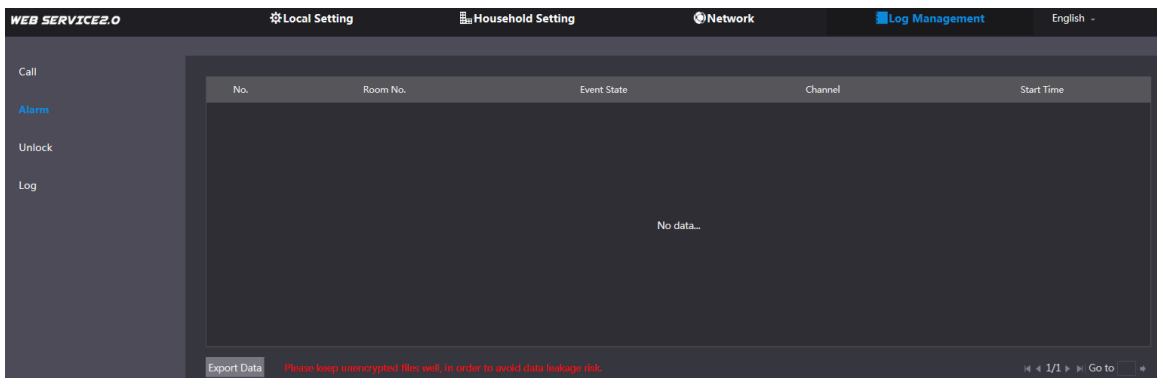 WEB SERVICE2.0 Local Setting Household Setting Network Log Management English
Call
Alarm
Unlock
Log
No. Room No. Event State Channel Start Time
No data...
Export Data Please keep unencrypted files well, in order to avoid data leakage risk. 1/1 Go to